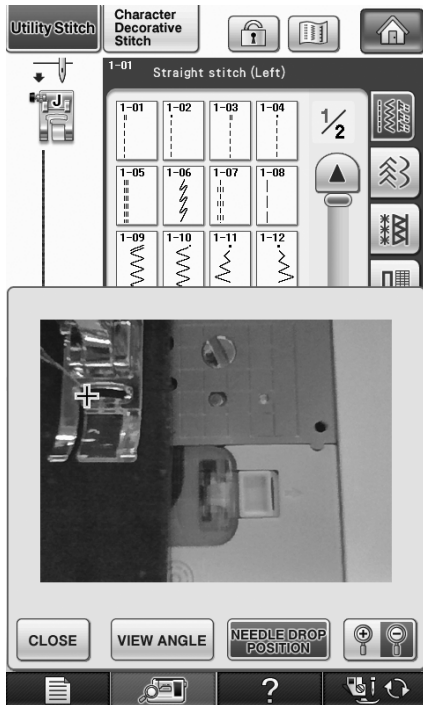 Utility Stitch
Character
Decorative
Stitch
1-01
Straight stitch (Left)
J
1-01 1-02 1-03 1-04
1/2
1-05 1-06 1-07 1-08
1-09 1-10 1-11 1-12
CLOSE
VIEW ANGLE
NEEDLE DROP
POSITION
?